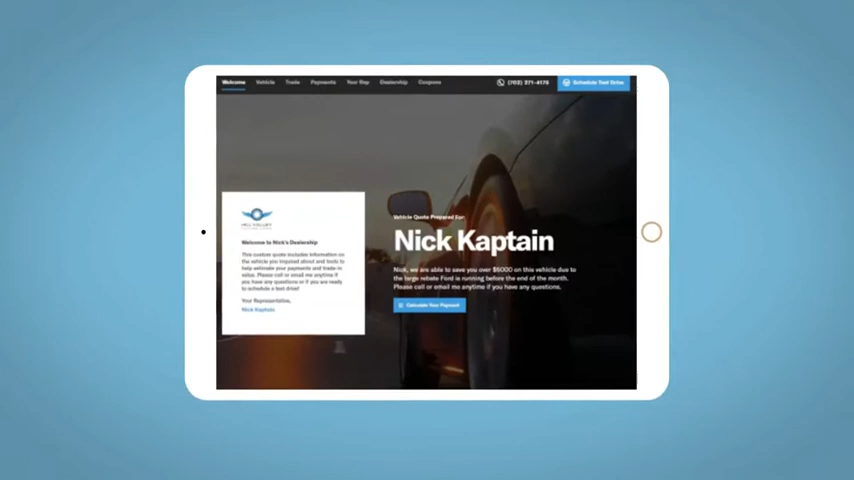 Welcome Vehicle Trade Payments Your Rep Dealership Coupons (702) 371-4175 Schedule Test Drive
HILL VALLEY
Welcome to Nick's Dealership
This custom quote includes information on
the vehicle you inquired about and tools to
help estimate your payments and trade-in
value. Please call or email me anytime if
you have any questions or if you are ready
to schedule a test drive!
Your Representative,
Nick Kaptain
Vehicle Quote Prepared For:
Nick Kaptain
Nick, we are able to save you over $6000 on this vehicle due to
the large rebate Ford is running before the end of the month.
Please call or email me anytime if you have any questions.
Calculate Your Payment